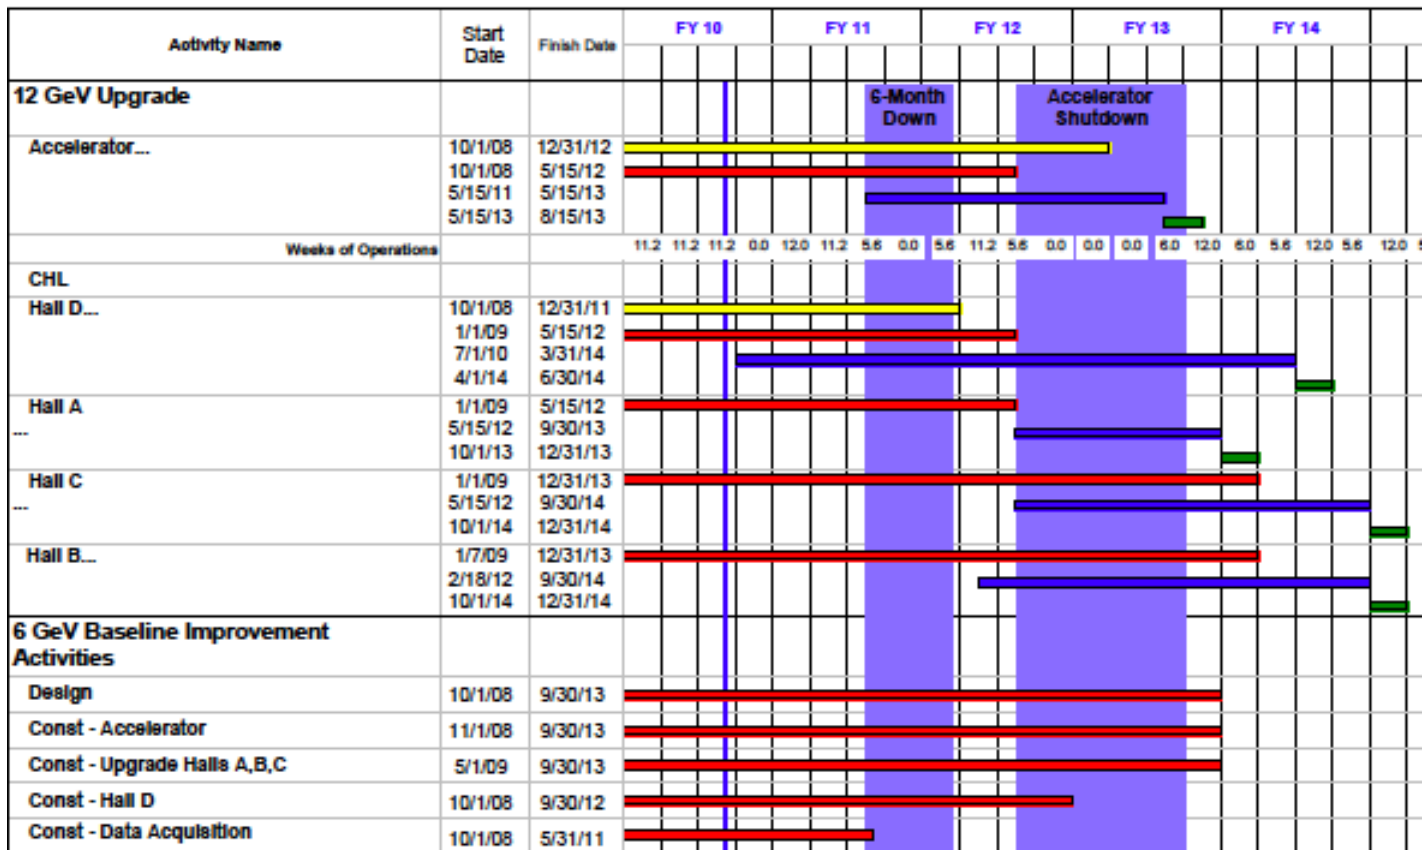 Activity Name Start Date Finish Date FY 10 FY 11 FY 12 FY 13 FY 14
12 GeV Upgrade 6-Month Down Accelerator Shutdown
Accelerator... 10/1/08 12/31/12
10/1/08 5/15/12
5/15/11 5/15/13
5/15/13 8/15/13
Weeks of Operations 11.2 11.2 11.2 0.0 12.0 11.2 5.6 0.0 5.6 11.2 5.6 0.0 0.0 0.0 6.0 12.0 6.0 5.6 12.0 5.6 12.0
CHL
Hall D... 10/1/08 12/31/11
1/1/09 5/15/12
7/1/10 3/31/14
4/1/14 6/30/14
Hall A 1/1/09 5/15/12
... 5/15/12 9/30/13
10/1/13 12/31/13
Hall C 1/1/09 12/31/13
... 5/15/12 9/30/14
10/1/14 12/31/14
Hall B... 1/7/09 12/31/13
2/18/12 9/30/14
10/1/14 12/31/14
6 GeV Baseline Improvement
Activities
Design 10/1/08 9/30/13
Const - Accelerator 11/1/08 9/30/13
Const - Upgrade Halls A,B,C 5/1/09 9/30/13
Const - Hall D 10/1/08 9/30/12
Const - Data Acquisition 10/1/08 5/31/11